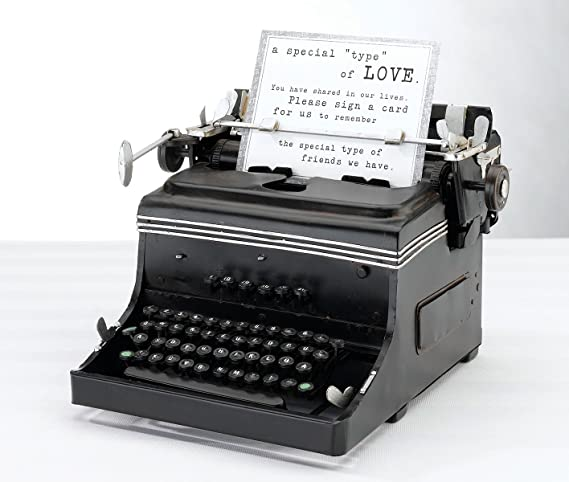 a special "type"
of LOVE.
You have shared in our lives.
Please sign a card
for us to remember
the special type of
friends we have.